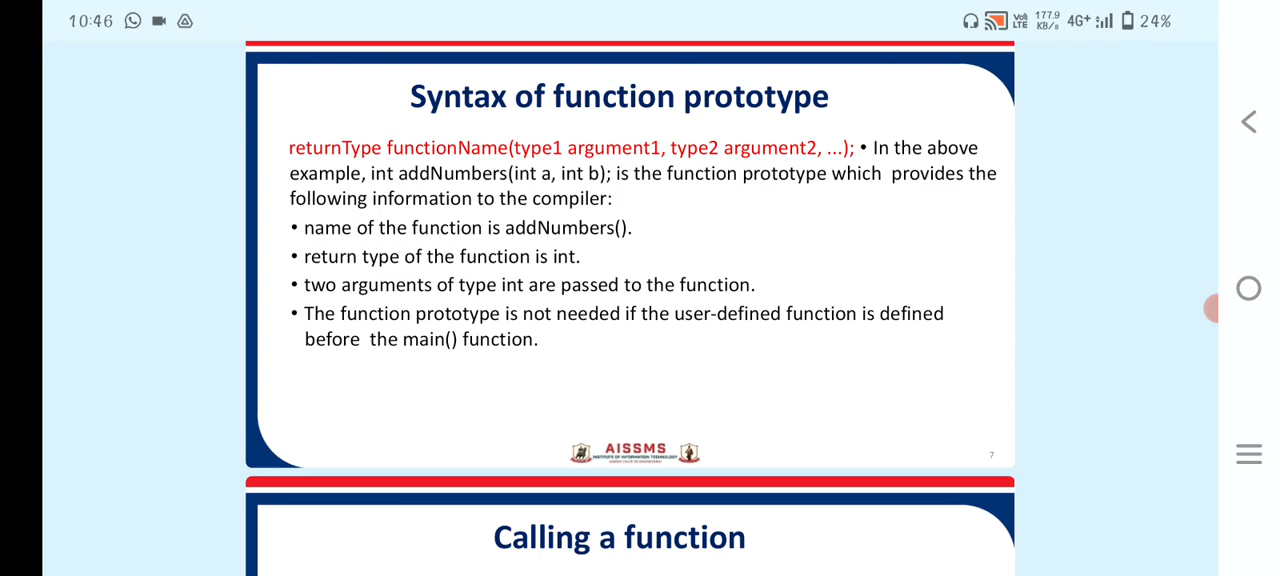 10:46
Vo) LTE 177.9 KB/s 4G+ 24%
Syntax of function prototype
returnType functionName(type1 argument1, type2 argument2, ...); • In the above
example, int addNumbers(int a, int b); is the function prototype which provides the
following information to the compiler:
• name of the function is addNumbers().
• return type of the function is int.
• two arguments of type int are passed to the function.
• The function prototype is not needed if the user-defined function is defined
before the main() function.
AISSMS
INSTITUTE OF INFORMATION TECHNOLOGY
7
Calling a function